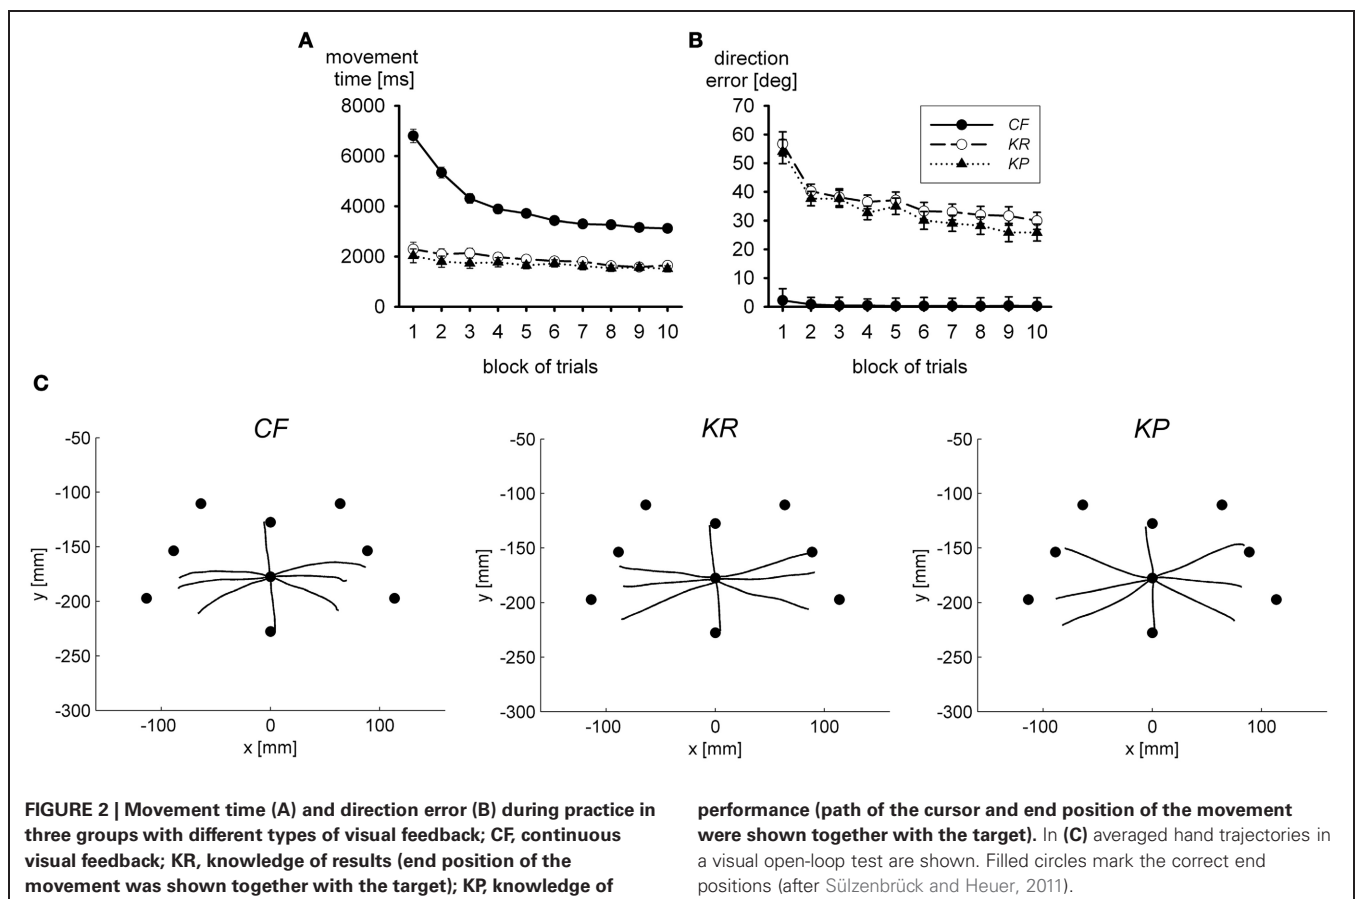 A
movement
time [ms]
8000
6000
4000
2000
0
1 2 3 4 5 6 7 8 9 10
block of trials
B
direction
error [deg]
70
60
50
40
30
20
10
0
1 2 3 4 5 6 7 8 9 10
block of trials
CF
KR
KP
C
CF
-50
-100
-150
-200
-250
-300
y [mm]
-100 0 100
x [mm]
KR
-50
-100
-150
-200
-250
-300
y [mm]
-100 0 100
x [mm]
KP
-50
-100
-150
-200
-250
-300
y [mm]
-100 0 100
x [mm]
FIGURE 2 | Movement time (A) and direction error (B) during practice in
three groups with different types of visual feedback; CF, continuous
visual feedback; KR, knowledge of results (end position of the
movement was shown together with the target); KP, knowledge of
performance (path of the cursor and end position of the movement
were shown together with the target). In (C) averaged hand trajectories in
a visual open-loop test are shown. Filled circles mark the correct end
positions (after Sülzenbrück and Heuer, 2011).